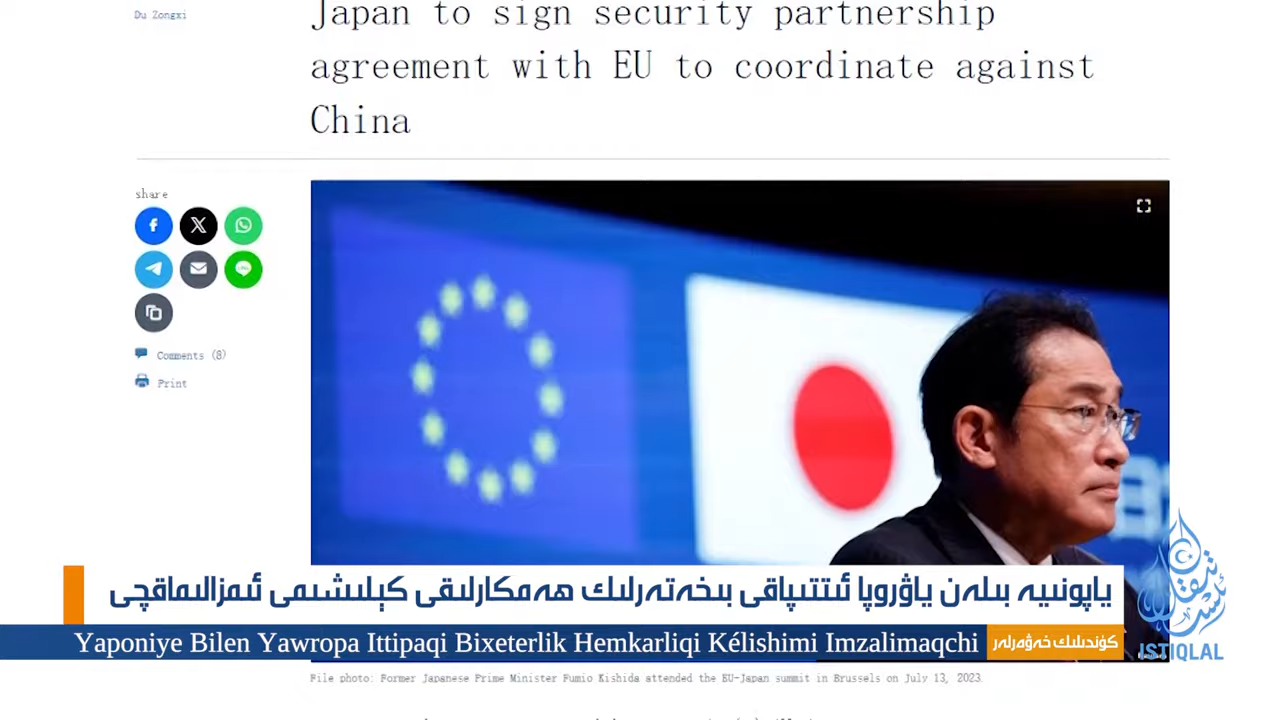 Du Zongxi
Japan to sign security partnership
agreement with EU to coordinate against
China
share
Comments (8)
Print
ياپونىيە بىلەن ياۋروپا ئىتتىپاقى بىخەتەرلىك ھەمكارلىقى كېلىشىمى ئىمزالىماقچى
Yaponiye Bilen Yawropa Ittipaqi Bixeterlik Hemkarliqi Kélishimi Imzalimaqchi
كۈندىلىك خەۋەرلەر
ISTIQLAL
File photo: Former Japanese Prime Minister Fumio Kishida attended the EU-Japan summit in Brussels on July 13, 2023.